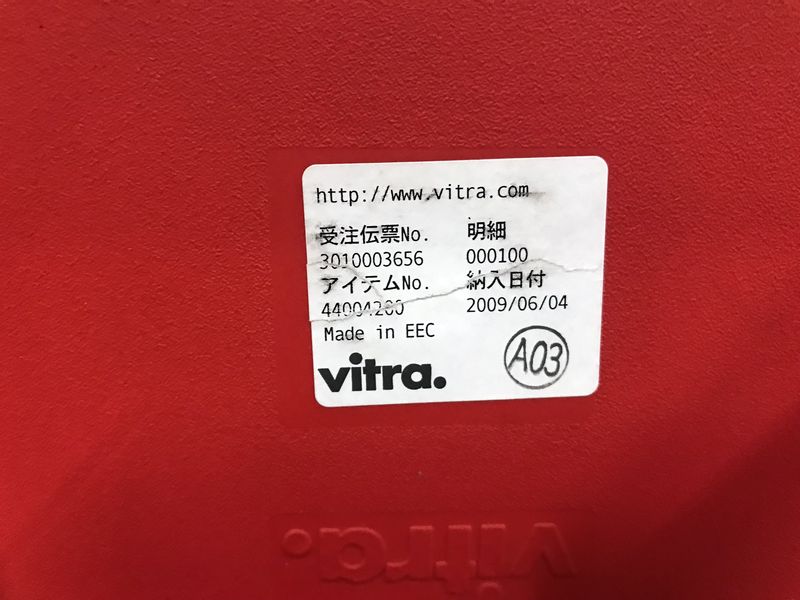 http://www.vitra.com
受注伝票No. 明細
3010003656 000100
アイテムNo. 納入日付
44004200 2009/06/04
Made in EEC
vitra. A03
vitra.